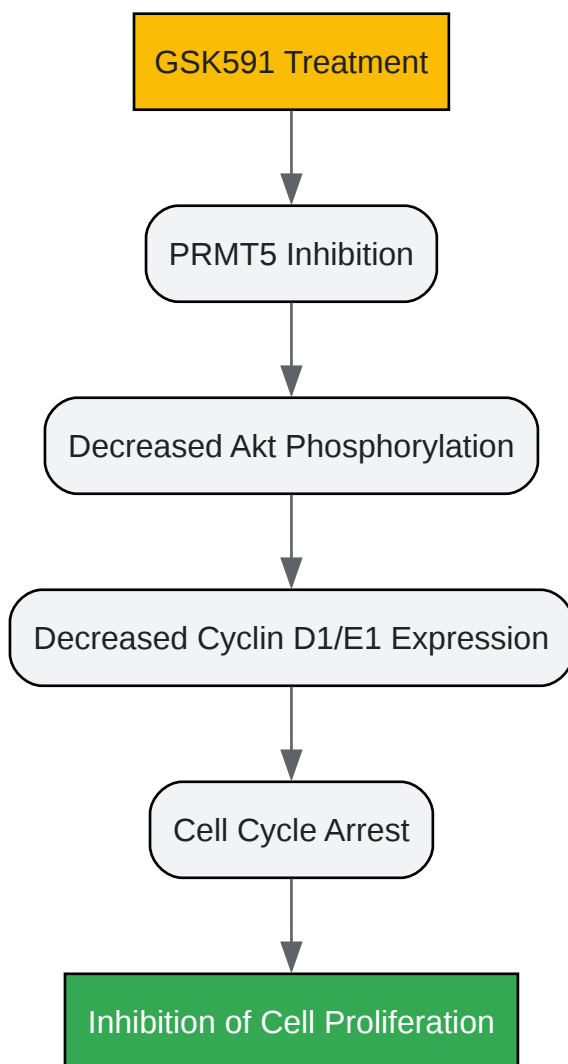 GSK591 Treatment
PRMT5 Inhibition
Decreased Akt Phosphorylation
Decreased Cyclin D1/E1 Expression
Cell Cycle Arrest
Inhibition of Cell Proliferation